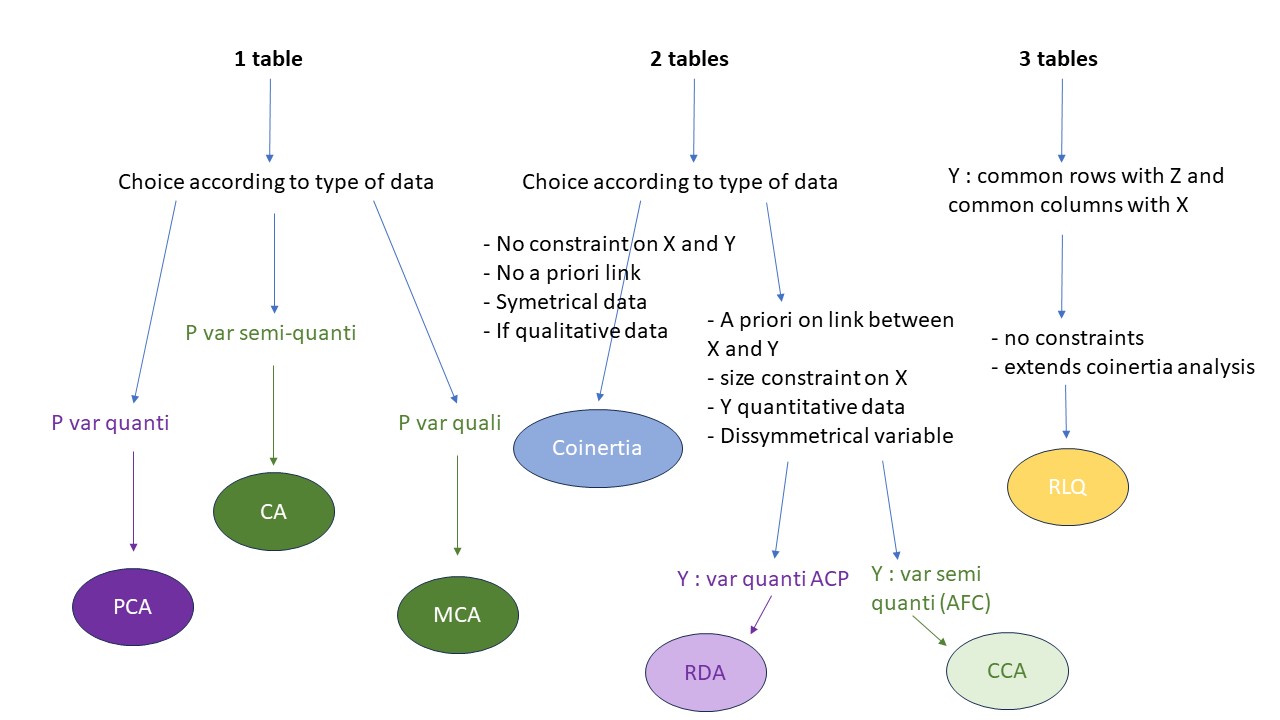 1 table
2 tables
3 tables
Choice according to type of data
Choice according to type of data
Y : common rows with Z and
common columns with X
- No constraint on X and Y
- No a priori link
- Symetrical data
- If qualitative data
P var semi-quanti
- A priori on link between
X and Y
- size constraint on X
- Y quantitative data
- Dissymmetrical variable
- no constraints
- extends coinertia analysis
P var quanti
P var quali
Coinertia
RLQ
CA
PCA
MCA
Y : var quanti ACP
Y : var semi
quanti (AFC)
RDA
CCA